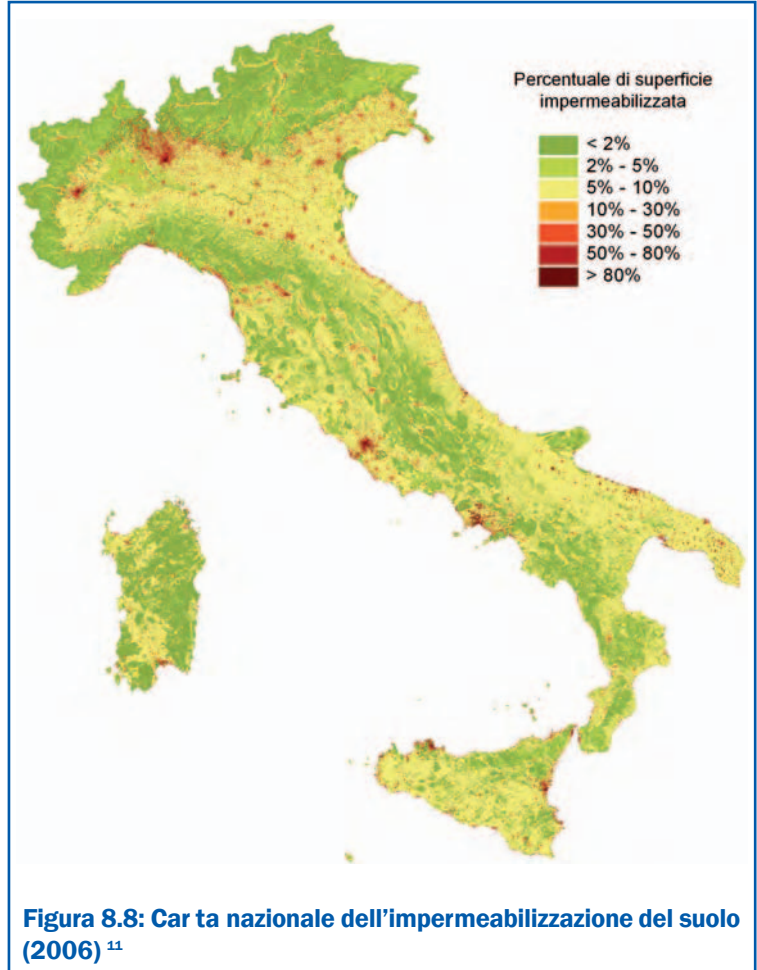 Percentuale di superficie
impermeabilizzata
< 2%
2% - 5%
5% - 10%
10% - 30%
30% - 50%
50% - 80%
> 80%
Figura 8.8: Car ta nazionale dell’impermeabilizzazione del suolo
(2006) ¹¹